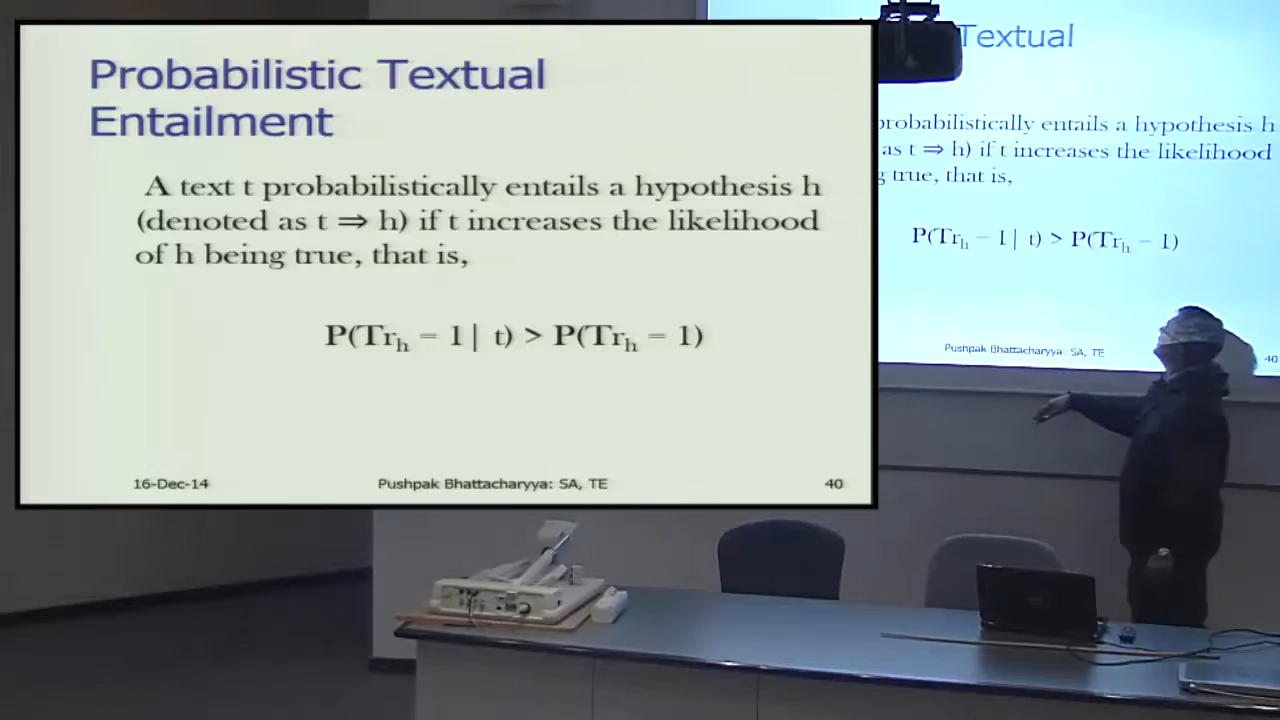 Probabilistic Textual
Entailment
A text t probabilistically entails a hypothesis h
(denoted as t ⇒ h) if t increases the likelihood
of h being true, that is,
P(Trh = 1| t) > P(Trh = 1)
16-Dec-14
Pushpak Bhattacharyya: SA, TE
40
Textual
probabilistically entails a hypothesis h
as t ⇒ h) if t increases the likelihood
g true, that is,
P(Trh = 1| t) > P(Trh = 1)
Pushpak Bhattacharyya: SA, TE
40